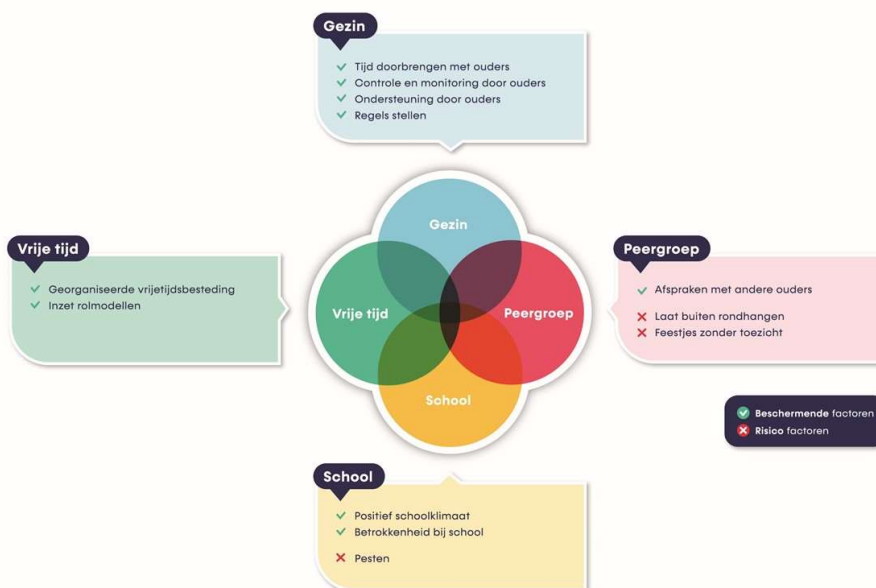 Gezin
Tijd doorbrengen met ouders
Controle en monitoring door ouders
Ondersteuning door ouders
Regels stellen
Vrije tijd
Georganiseerde vrijetijdsbesteding
Inzet rolmodellen
Gezin
Vrije tijd
Peergroep
School
Peergroep
Afspraken met andere ouders
Laat buiten rondhangen
Feestjes zonder toezicht
Beschermende factoren
Risico factoren
School
Positief schoolklimaat
Betrokkenheid bij school
Pesten